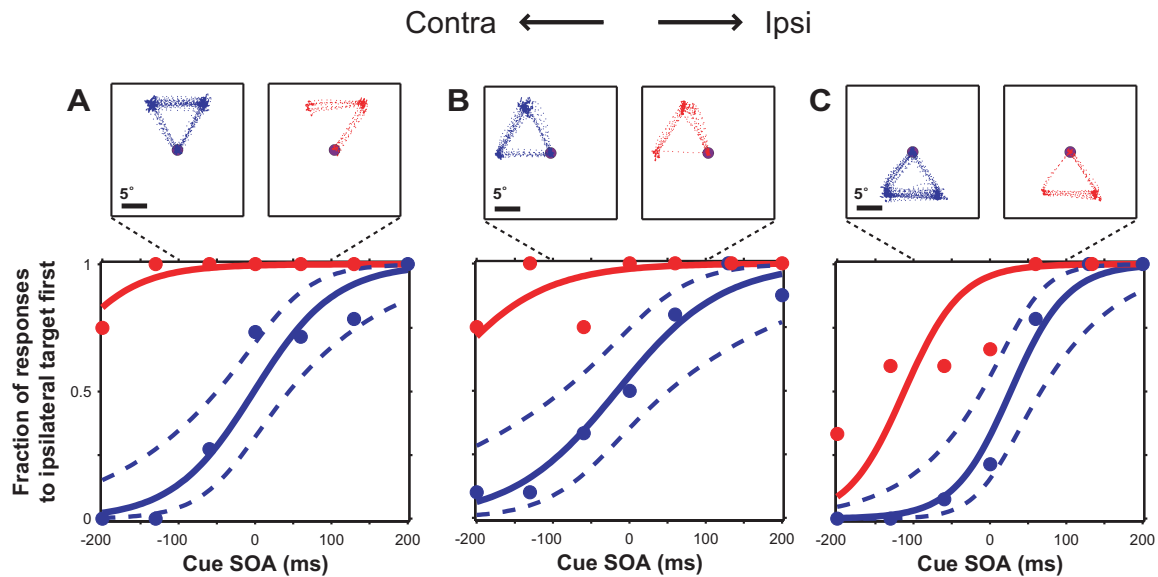 Contra Ipsi
A B C
5° 5° 5°
Fraction of responses
to ipsilateral target first
1
0.5
0
-200 -100 0 100 200 -200 -100 0 100 200 -200 -100 0 100 200
Cue SOA (ms) Cue SOA (ms) Cue SOA (ms)